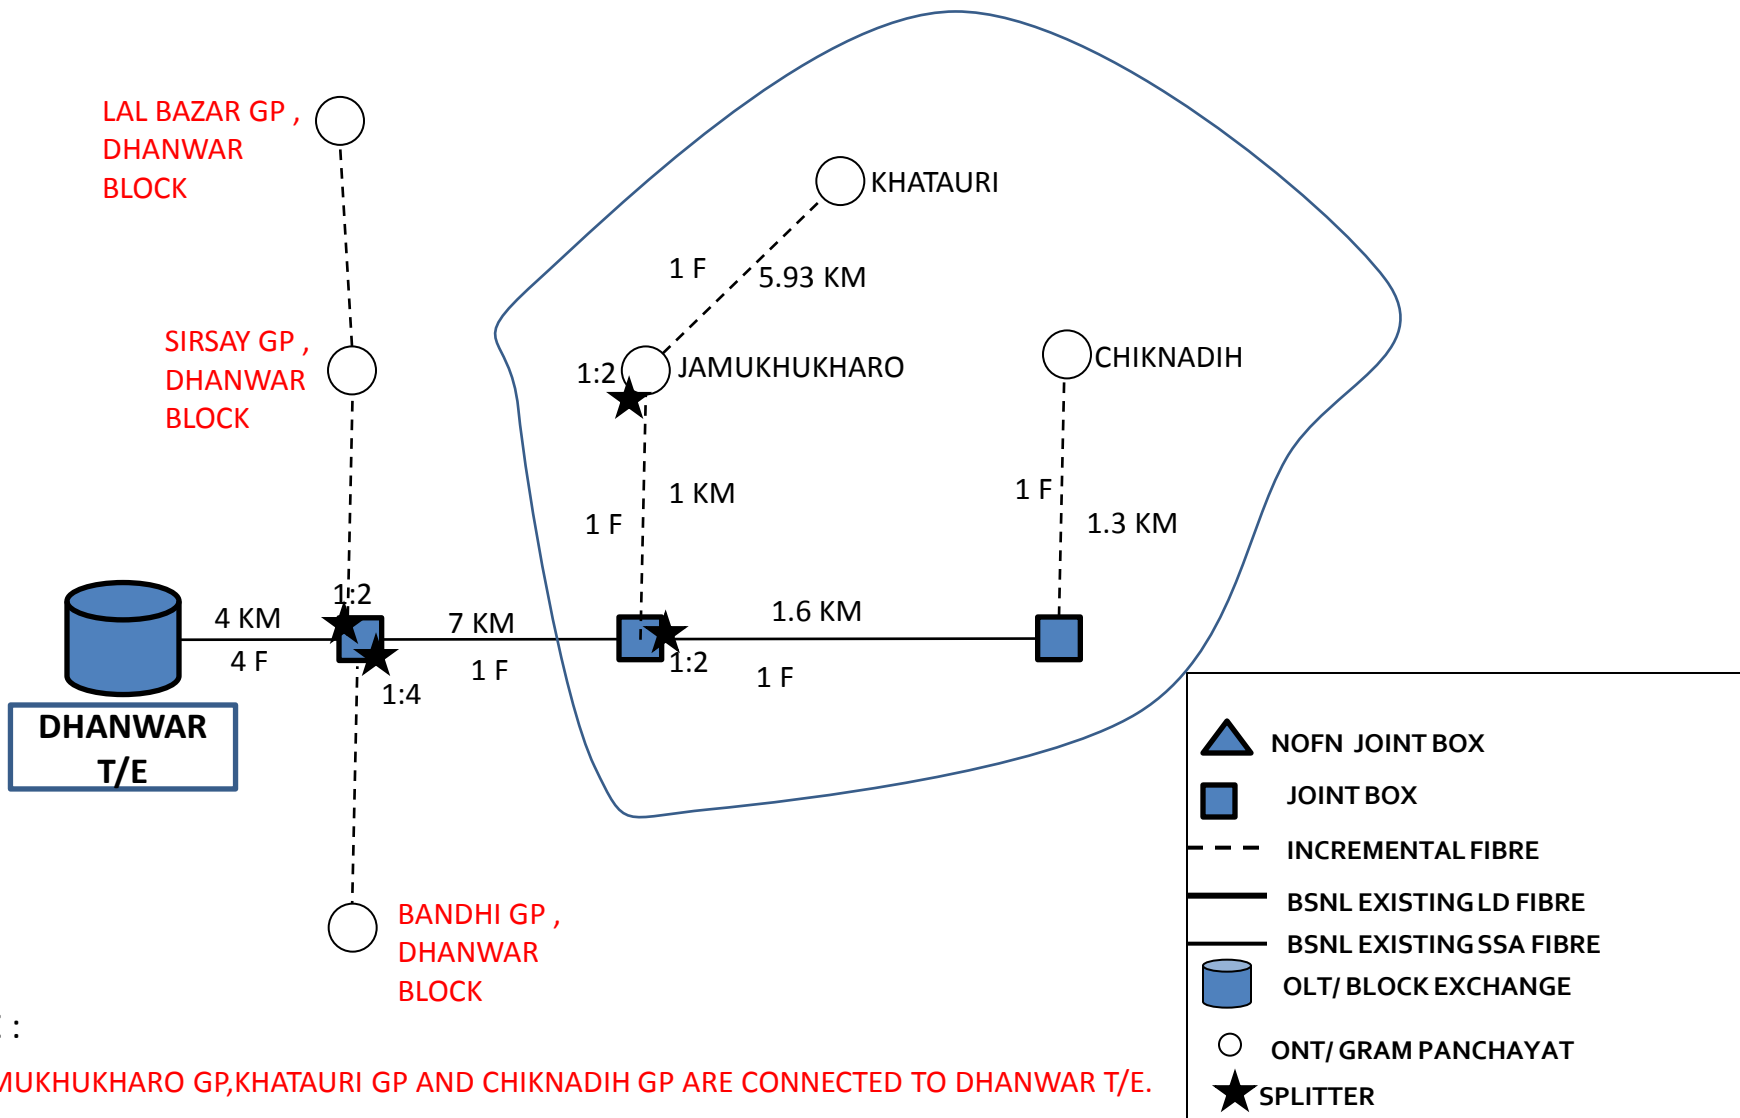 LAL BAZAR GP ,
DHANWAR
BLOCK
KHATAURI
1 F
5.93 KM
SIRSAY GP ,
DHANWAR
BLOCK
1:2
JAMUKHUKHARO
CHIKNADIH
1 KM
1 F
1 F
1.3 KM
1:2
4 KM
4 F
7 KM
1 F
1.6 KM
1:2
1 F
1:4
DHANWAR
T/E
BANDHI GP ,
DHANWAR
BLOCK
NOFN JOINT BOX
JOINT BOX
INCREMENTAL FIBRE
BSNL EXISTING LD FIBRE
BSNL EXISTING SSA FIBRE
OLT/ BLOCK EXCHANGE
ONT/ GRAM PANCHAYAT
SPLITTER
:
MUKHUKHARO GP,KHATAURI GP AND CHIKNADIH GP ARE CONNECTED TO DHANWAR T/E.